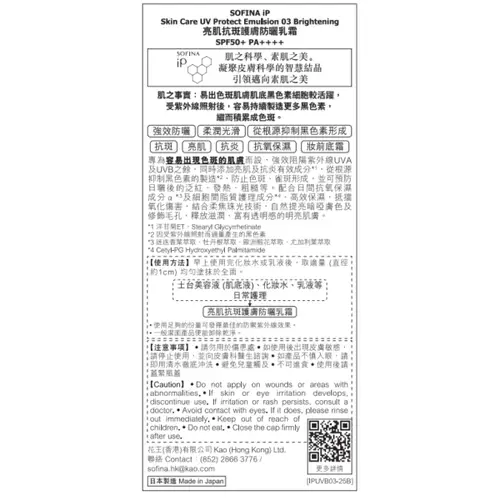 SOFINA iP
Skin Care UV Protect Emulsion 03 Brightening
亮肌抗斑護膚防曬乳霜
SPF50+ PA++++
SOFINA
iP
肌之科學、素肌之美。
凝聚皮膚科學的智慧結晶
引領邁向素肌之美
肌之事實：易出色斑肌膚肌底黑色素細胞較活躍，
受紫外線照射後，容易持續製造更多黑色素，
繼而積累成色斑。
強效防曬 柔潤光滑 從根源抑制黑色素形成
抗斑 亮肌 抗炎 抗氧保濕 妝前底霜
專為容易出現色斑的肌膚而設，強效阻隔紫外線UVA
及UVB之餘，同時添加亮肌及抗炎有效成分*¹，從根源
抑制黑色素的製造*²，防止色斑、雀斑形成，並可預防
日曬後的泛紅、發熱、粗糙等。配合日間抗氧保濕
成分α*³及細胞間脂質護理成分*⁴，高效保濕，抵擋
氧化傷害。結合柔焦珠光技術，自然提亮暗啞膚色及
修飾毛孔，釋放滋潤、富有透明感的明亮肌膚。
*1 洋甘菊ET、Stearyl Glycyrrhetinate
*2 因受紫外線照射而過量產生的黑色素
*3 迷迭香葉萃取、牡丹根萃取、歐洲椴花萃取、尤加利葉萃取
*4 Cetyl-PG Hydroxyethyl Palmitamide
【使用方法】早上使用完化妝水或乳液後，取適量 (直徑
約1cm) 均勻塗抹於全面。
土台美容液 (肌底液)、化妝水、乳液等
日常護理
亮肌抗斑護膚防曬乳霜
• 使用足夠的份量可發揮最佳的防禦紫外線效果。
• 一般潔面產品便能卸除乾淨。
【注意事項】• 請勿用於傷患處 • 如使用後出現皮膚敏感，
請停止使用，並向皮膚科醫生諮詢 • 如產品不慎入眼，請
即用清水徹底沖洗 • 避免兒童觸及 • 不可進食 • 使用後請
蓋緊瓶蓋
【Caution】 • Do not apply on wounds or areas with
abnormalities. • If skin or eye irritation develops,
discontinue use. If irritation or rash persists, consult a
doctor. • Avoid contact with eyes. If it does, please rinse
out immediately. • Keep out of reach of
children. • Do not eat. • Close the cap firmly
after use.
花王(香港)有限公司 Kao (Hong Kong) Ltd.
聯絡 Contact：(852) 2866 3776 /
sofina.hk@kao.com
更多詳情
日本製造 Made in Japan
(IPUVB03-25B)